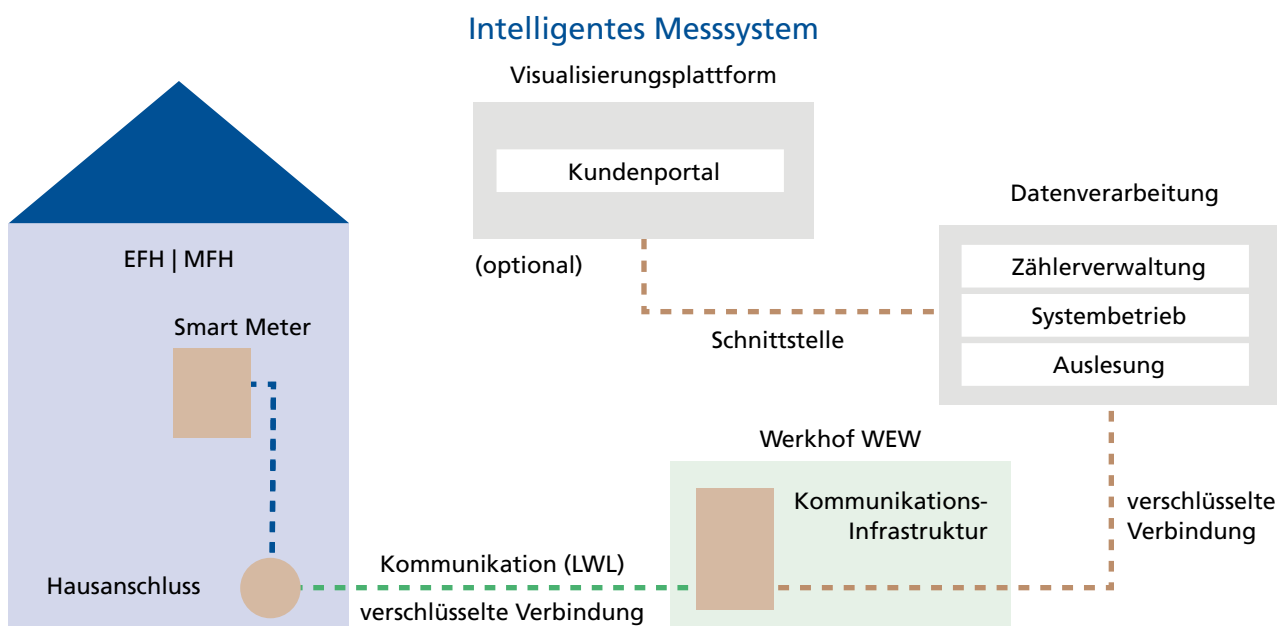 Intelligentes Messsystem
Visualisierungsplattform
Kundenportal
(optional)
Schnittstelle
Datenverarbeitung
Zählerverwaltung
Systembetrieb
Auslesung
EFH | MFH
Smart Meter
Hausanschluss
Kommunikation (LWL)
verschlüsselte Verbindung
Werkhof WEW
Kommunikations-
Infrastruktur
verschlüsselte
Verbindung